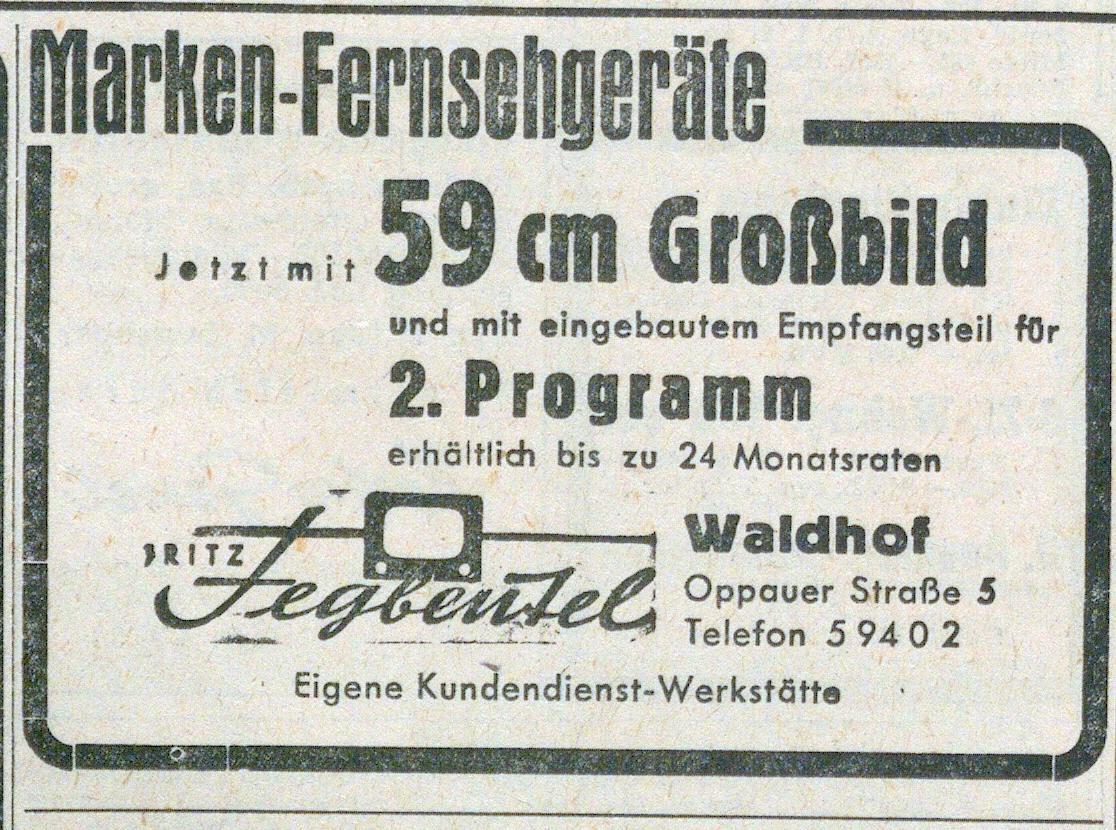 Marken-Fernsehgeräte
Jetzt mit 59 cm Großbild
und mit eingebautem Empfangsteil für
2. Programm
erhältlich bis zu 24 Monatsraten
FRITZ
Fegbeutel
Waldhof
Oppauer Straße 5
Telefon 59402
Eigene Kundendienst-Werkstätte